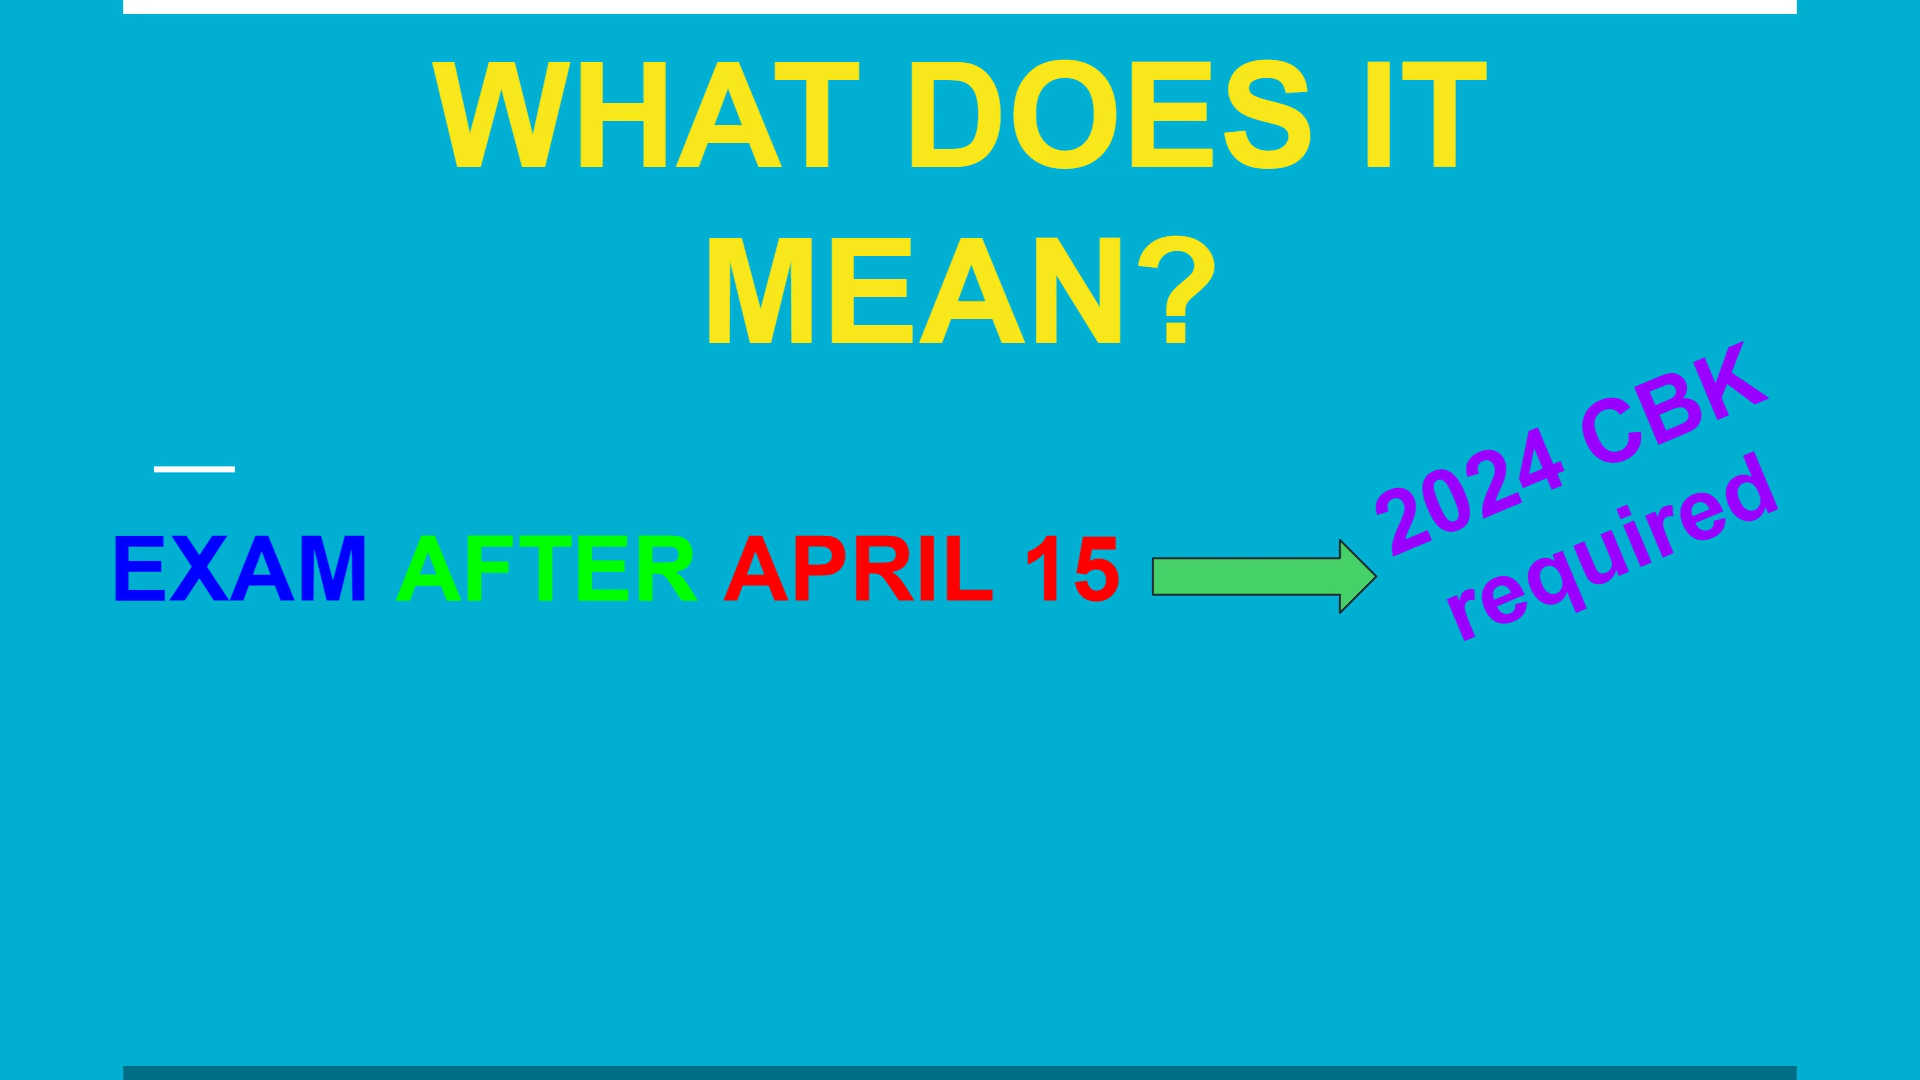 WHAT DOES IT
MEAN?
EXAM AFTER APRIL 15
2024 CBK
required